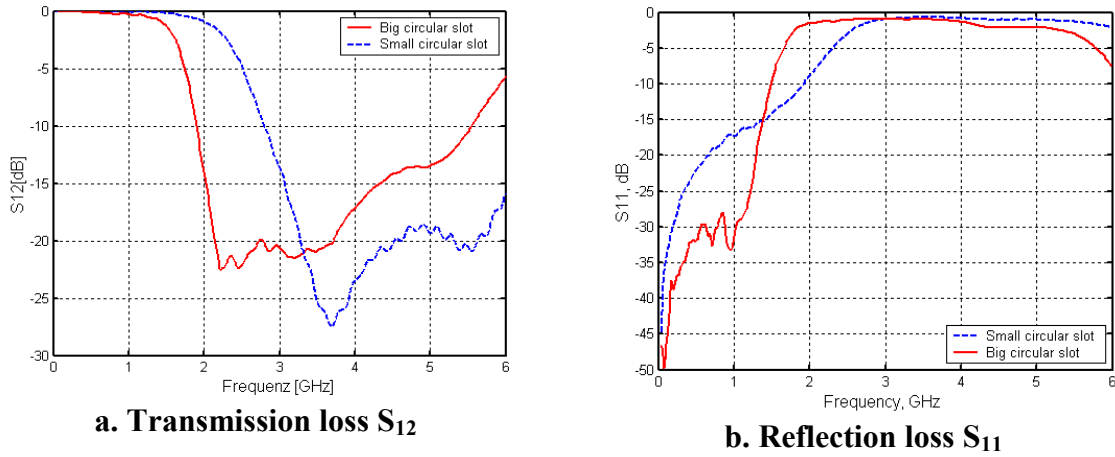 Big circular slot
Small circular slot
0
-5
-10
-15
-20
-25
-30
S12[dB]
0 1 2 3 4 5 6
Frequenz [GHz]
a. Transmission loss S12
0
-5
-10
-15
-20
-25
-30
-35
-40
-45
-50
S11, dB
Small circular slot
Big circular slot
0 1 2 3 4 5 6
Frequency, GHz
b. Reflection loss S11